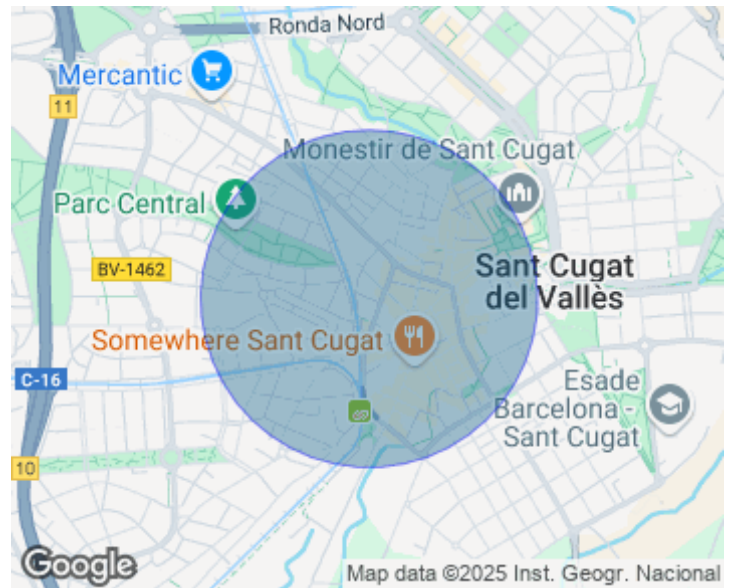 Ronda Nord
Mercantic
11
Monestir de Sant Cugat
Parc Central
BV-1462
Sant Cugat
del Vallès
Somewhere Sant Cugat
C-16
Esade
Barcelona -
Sant Cugat
10
Google
Map data ©2025 Inst. Geogr. Nacional